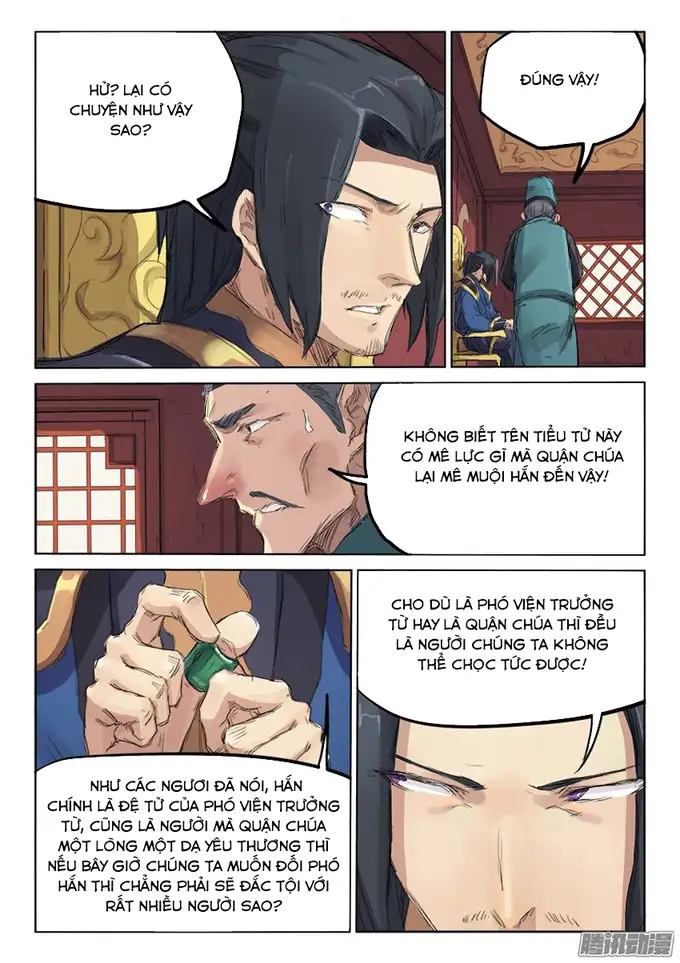 HỬ? LẠI CÓ
CHUYỆN NHƯ VẬY
SAO?
ĐÚNG VẬY!
KHÔNG BIẾT TÊN TIỂU TỬ NÀY
CÓ MÊ LỰC GÌ MÀ QUẬN CHÚA
LẠI MÊ MUỘI HẮN ĐẾN VẬY!
CHO DÙ LÀ PHÓ VIỆN TRƯỞNG
TỪ HAY LÀ QUẬN CHÚA THÌ ĐỀU
LÀ NGƯỜI CHÚNG TA KHÔNG
THỂ CHỌC TỨC ĐƯỢC!
NHƯ CÁC NGƯƠI ĐÃ NÓI, HẮN
CHÍNH LÀ ĐỆ TỬ CỦA PHÓ VIỆN TRƯỞNG
TỪ, CŨNG LÀ NGƯỜI MÀ QUẬN CHÚA
MỘT LÒNG MỘT DẠ YÊU THƯƠNG THÌ
NẾU BÂY GIỜ CHÚNG TA MUỐN ĐỐI PHÓ
HẮN THÌ CHẲNG PHẢI SẼ ĐẮC TỘI VỚI
RẤT NHIỀU NGƯỜI SAO?
腾讯动漫